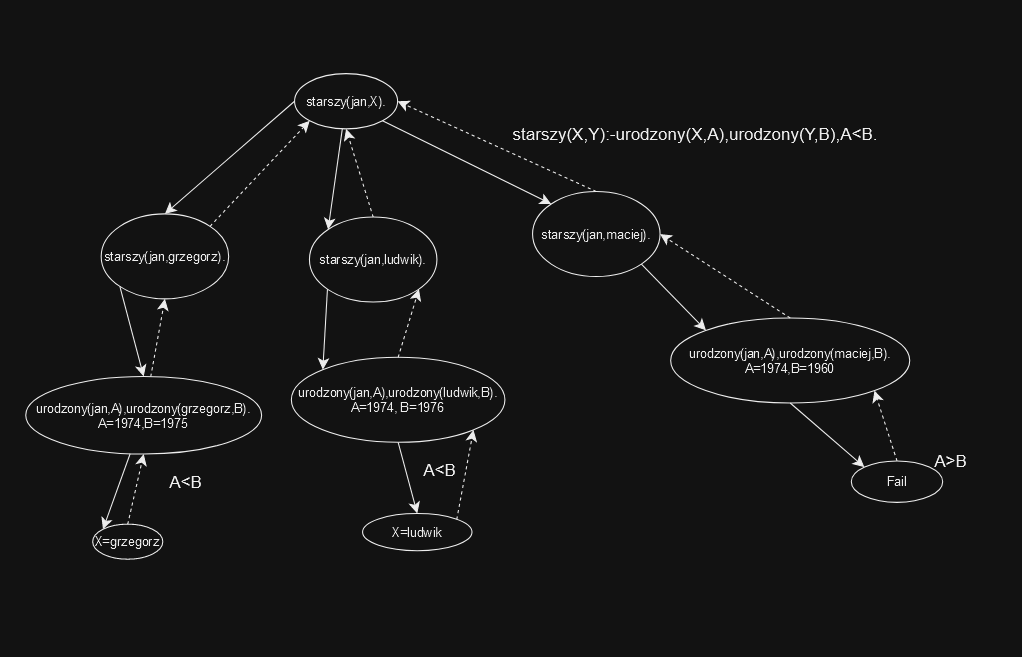 starszy(jan,X).
starszy(X,Y):-urodzony(X,A),urodzony(Y,B),A<B.
starszy(jan,grzegorz).
starszy(jan,ludwik).
starszy(jan,maciej).
urodzony(jan,A),urodzony(grzegorz,B).
A=1974,B=1975
urodzony(jan,A),urodzony(ludwik,B).
A=1974, B=1976
urodzony(jan,A),urodzony(maciej,B).
A=1974,B=1960
A<B
A<B
A>B
X=grzegorz
X=ludwik
Fail